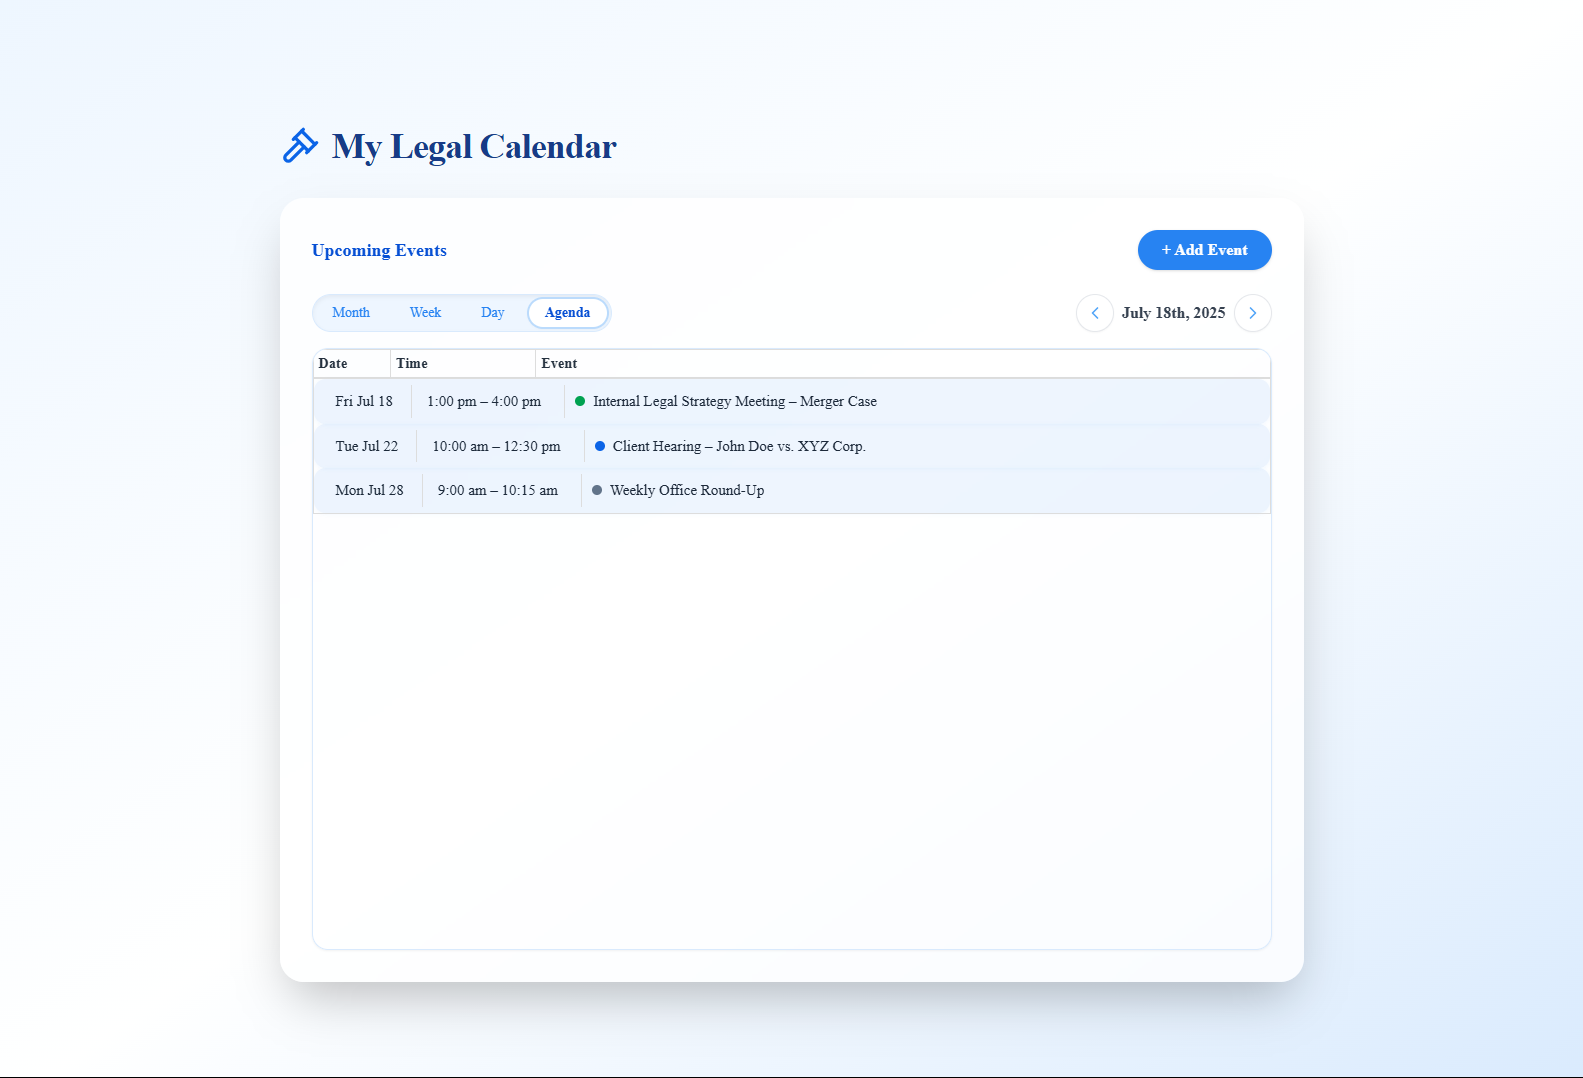 My Legal Calendar
Upcoming Events
+ Add Event
Month Week Day Agenda
July 18th, 2025
Date Time Event
Fri Jul 18 1:00 pm – 4:00 pm Internal Legal Strategy Meeting – Merger Case
Tue Jul 22 10:00 am – 12:30 pm Client Hearing – John Doe vs. XYZ Corp.
Mon Jul 28 9:00 am – 10:15 am Weekly Office Round-Up